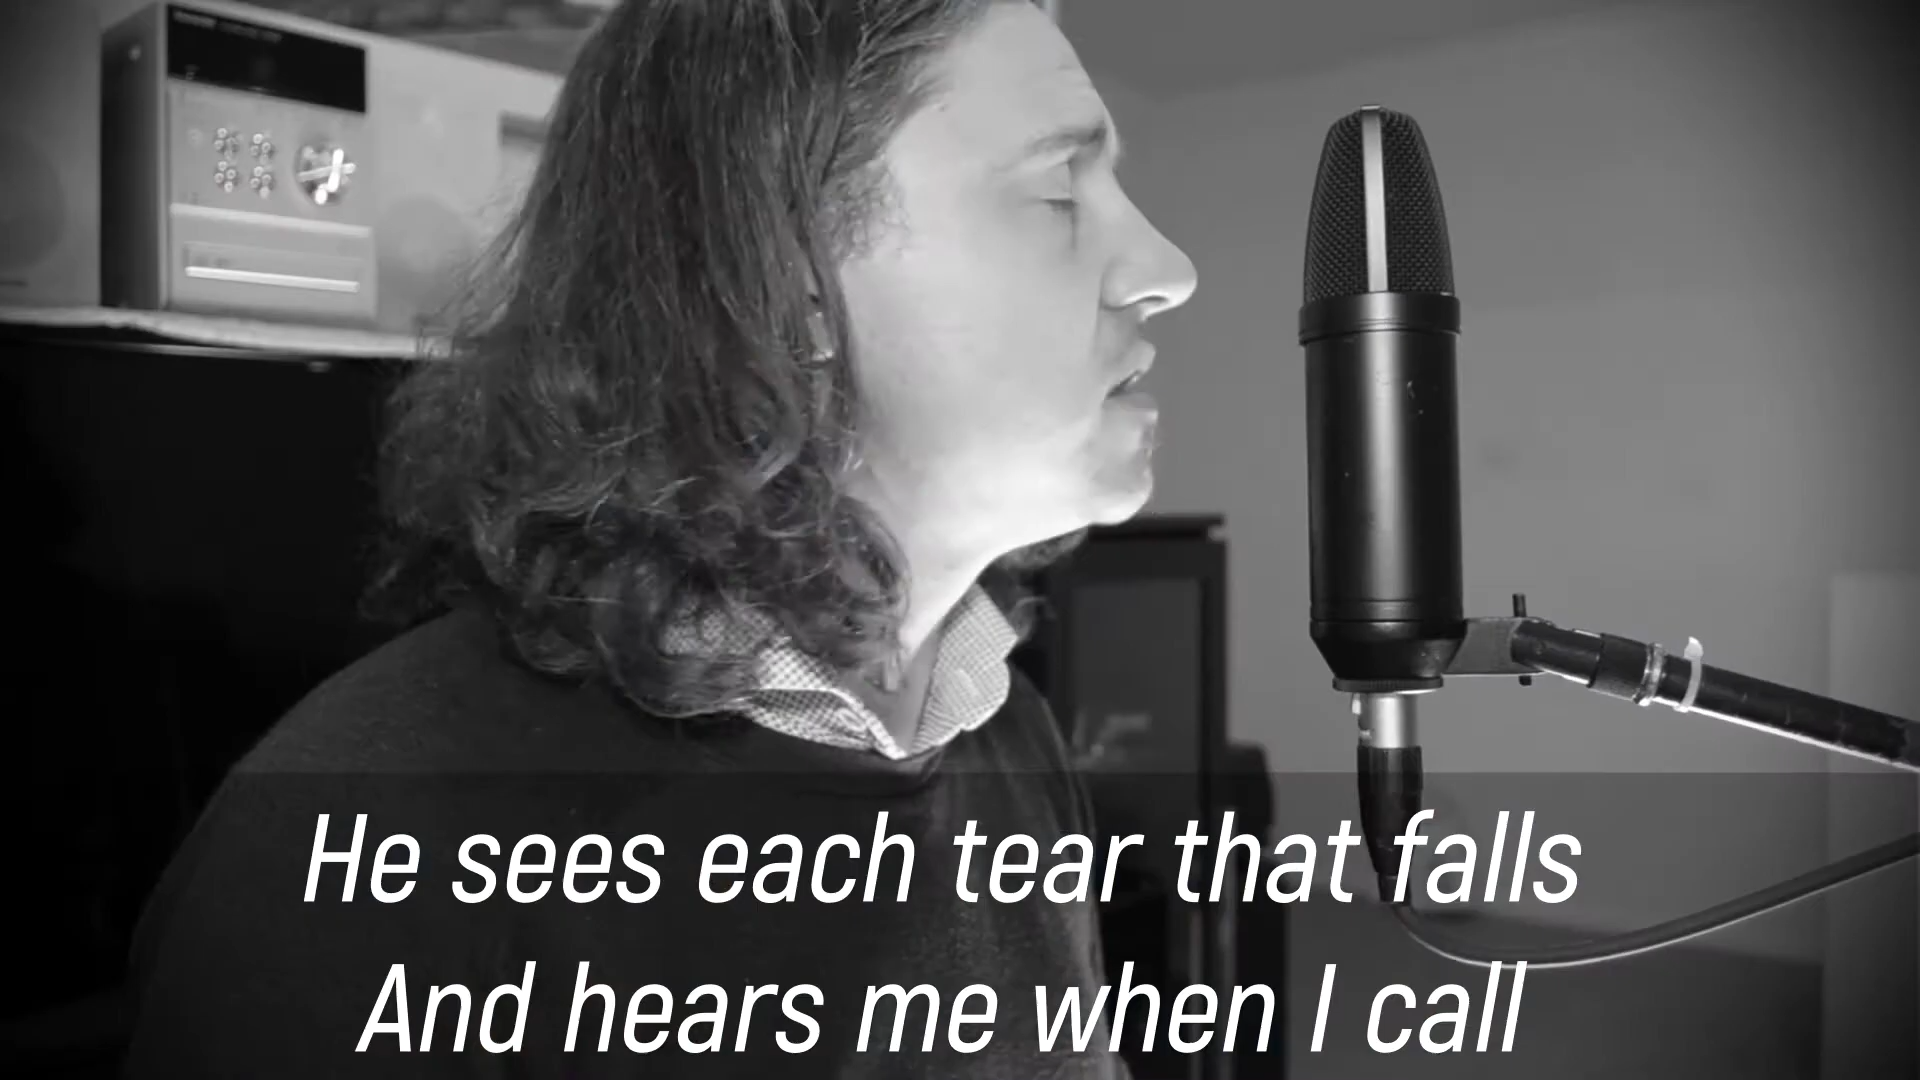 He sees each tear that falls
And hears me when I call